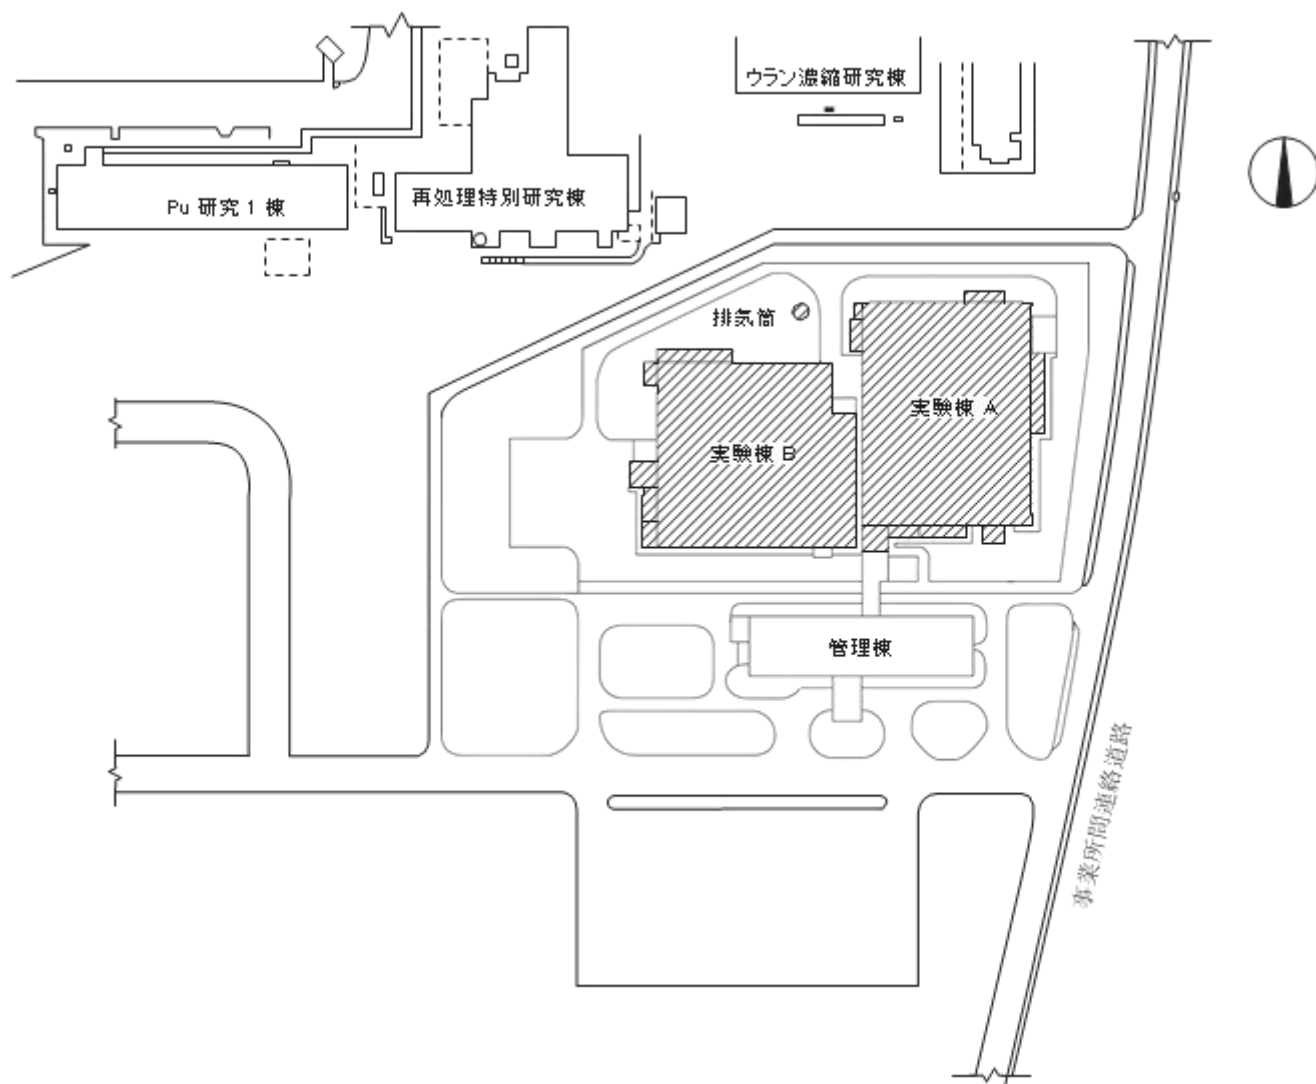 ウラン濃縮研究棟
再処理特別研究棟
Pu 研究 1 棟
排気筒
実験棟 A
実験棟 B
管理棟
事業所間連絡道路